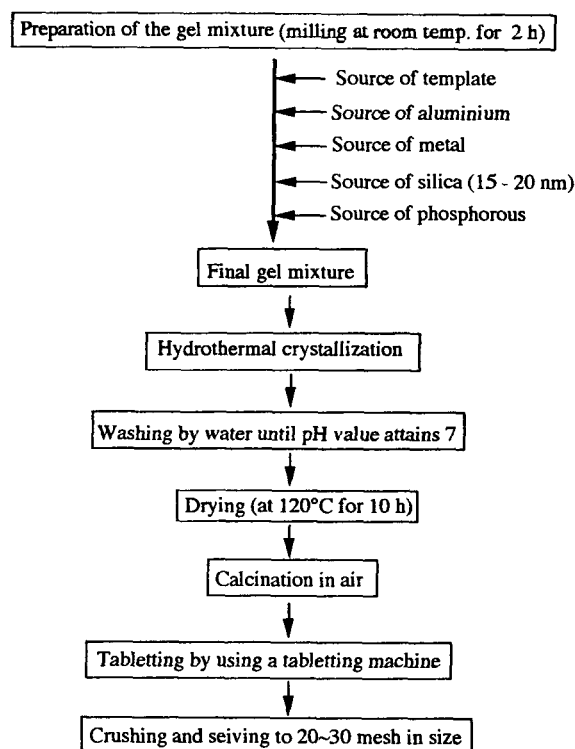 Preparation of the gel mixture (milling at room temp. for 2 h)
Source of template
Source of aluminium
Source of metal
Source of silica (15 - 20 nm)
Source of phosphorous
Final gel mixture
Hydrothermal crystallization
Washing by water until pH value attains 7
Drying (at 120°C for 10 h)
Calcination in air
Tabletting by using a tabletting machine
Crushing and seiving to 20~30 mesh in size